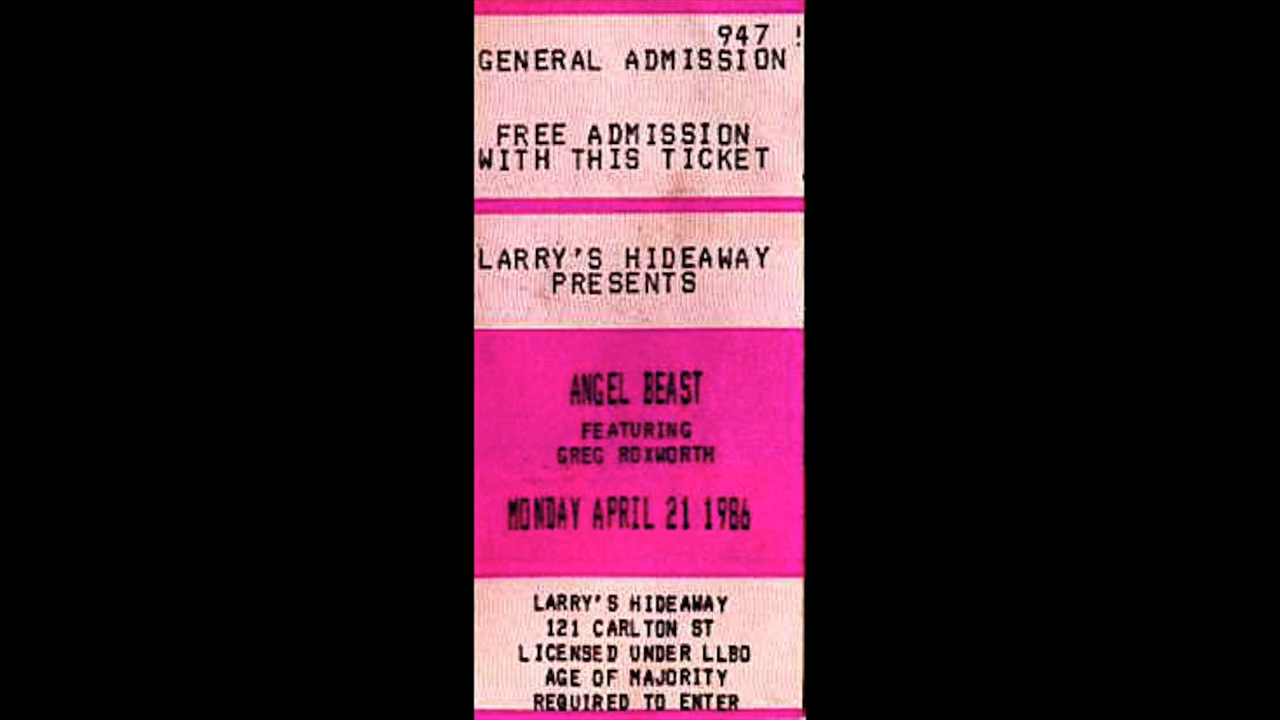 947 !
GENERAL ADMISSION
FREE ADMISSION
WITH THIS TICKET
LARRY'S HIDEAWAY
PRESENTS
ANGEL BEAST
FEATURING
GREG ROXWORTH
MONDAY APRIL 21 1986
LARRY'S HIDEAWAY
121 CARLTON ST
LICENSED UNDER LLBO
AGE OF MAJORITY
REQUIRED TO ENTER